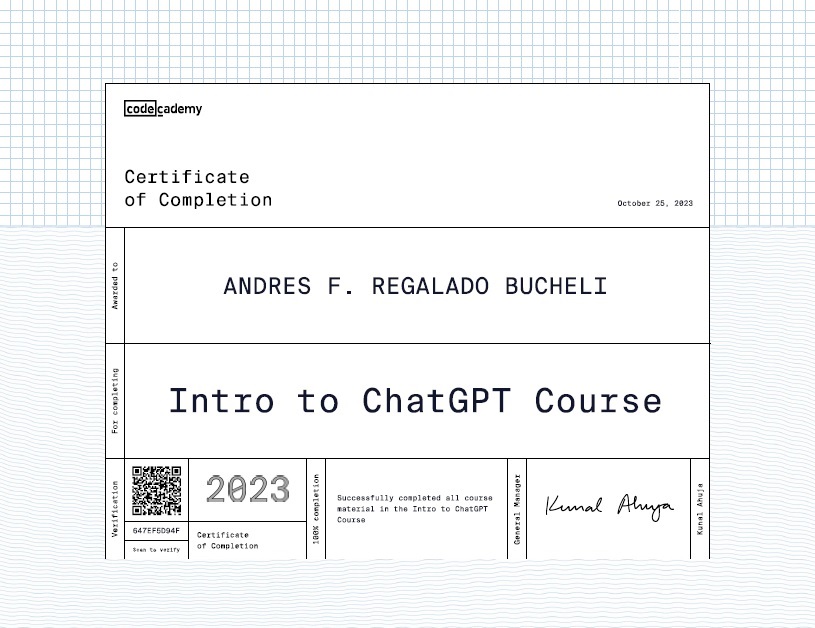 codecademy
Certificate
of Completion
October 25, 2023
Awarded to
ANDRES F. REGALADO BUCHELI
For completing
Intro to ChatGPT Course
Verification
647EF5D94F
Scan to verify
2023
Certificate
of Completion
100% completion
Successfully completed all course
material in the Intro to ChatGPT
Course
General Manager
Kunal Ahuja
Kunal Ahuja